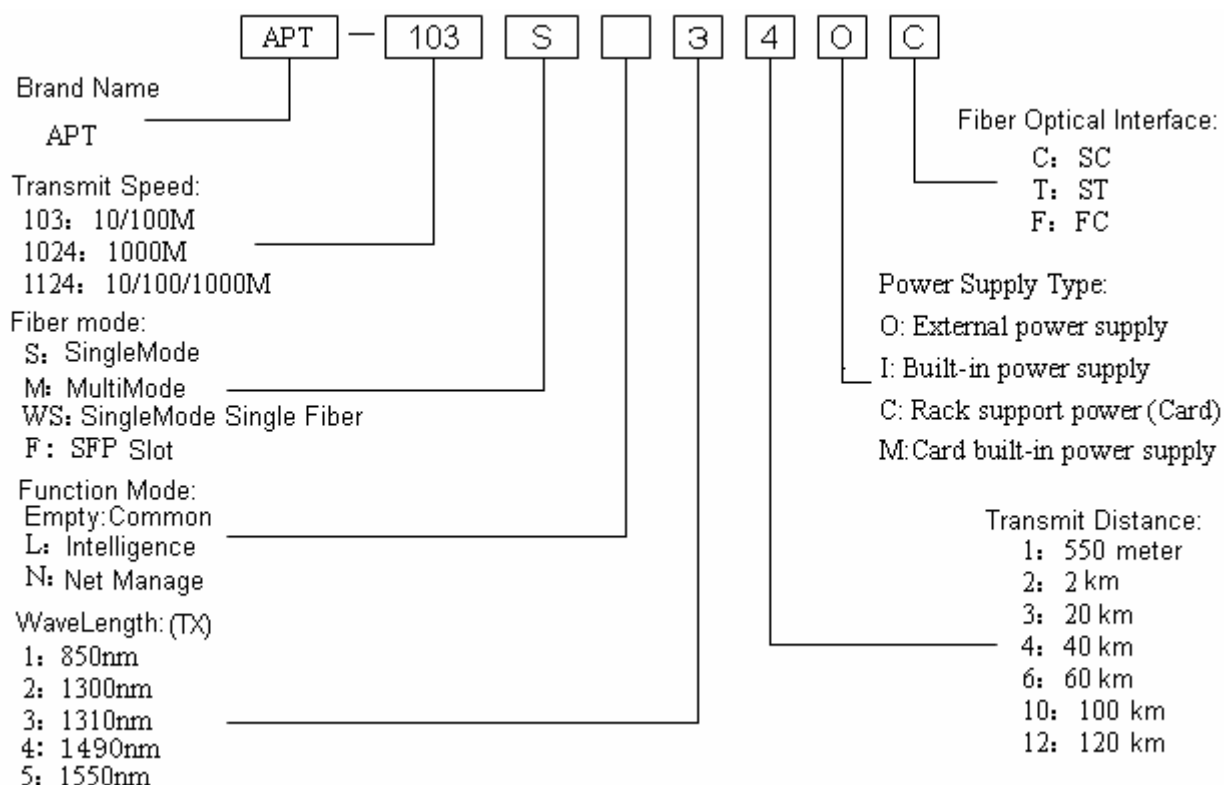 APT — 103 S 3 4 O C
Brand Name
APT
Transmit Speed:
103: 10/100M
1024: 1000M
1124: 10/100/1000M
Fiber mode:
S: SingleMode
M: MultiMode
WS: SingleMode Single Fiber
F: SFP Slot
Function Mode:
Empty:Common
L: Intelligence
N: Net Manage
WaveLength:(TX)
1: 850nm
2: 1300nm
3: 1310nm
4: 1490nm
5: 1550nm
Fiber Optical Interface:
C: SC
T: ST
F: FC
Power Supply Type:
O: External power supply
I: Built-in power supply
C: Rack support power (Card)
M:Card built-in power supply
Transmit Distance:
1: 550 meter
2: 2 km
3: 20 km
4: 40 km
6: 60 km
10: 100 km
12: 120 km